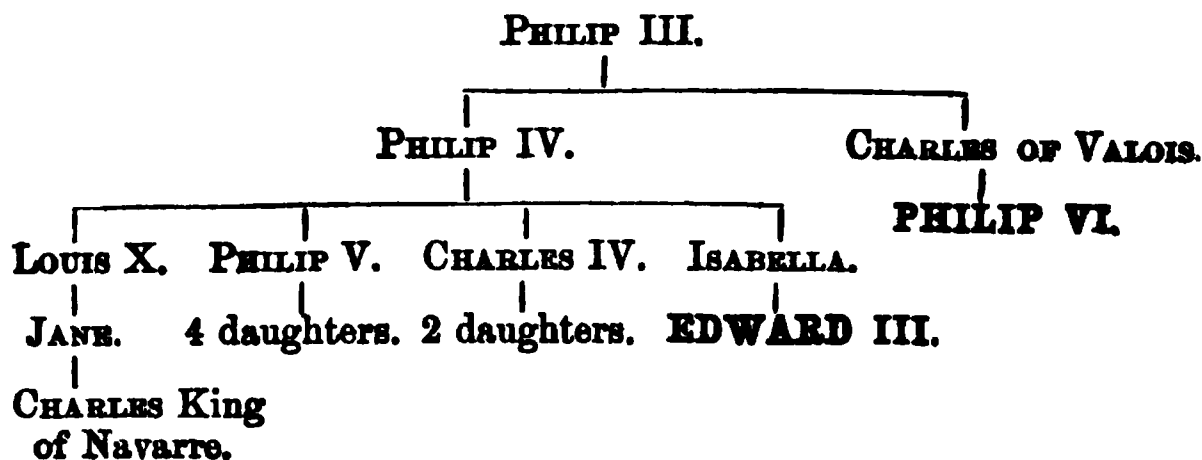 PHILIP III.
PHILIP IV. CHARLES OF VALOIS.
PHILIP VI.
LOUIS X. PHILIP V. CHARLES IV. ISABELLA.
JANE. 4 daughters. 2 daughters. EDWARD III.
CHARLES King
of Navarre.